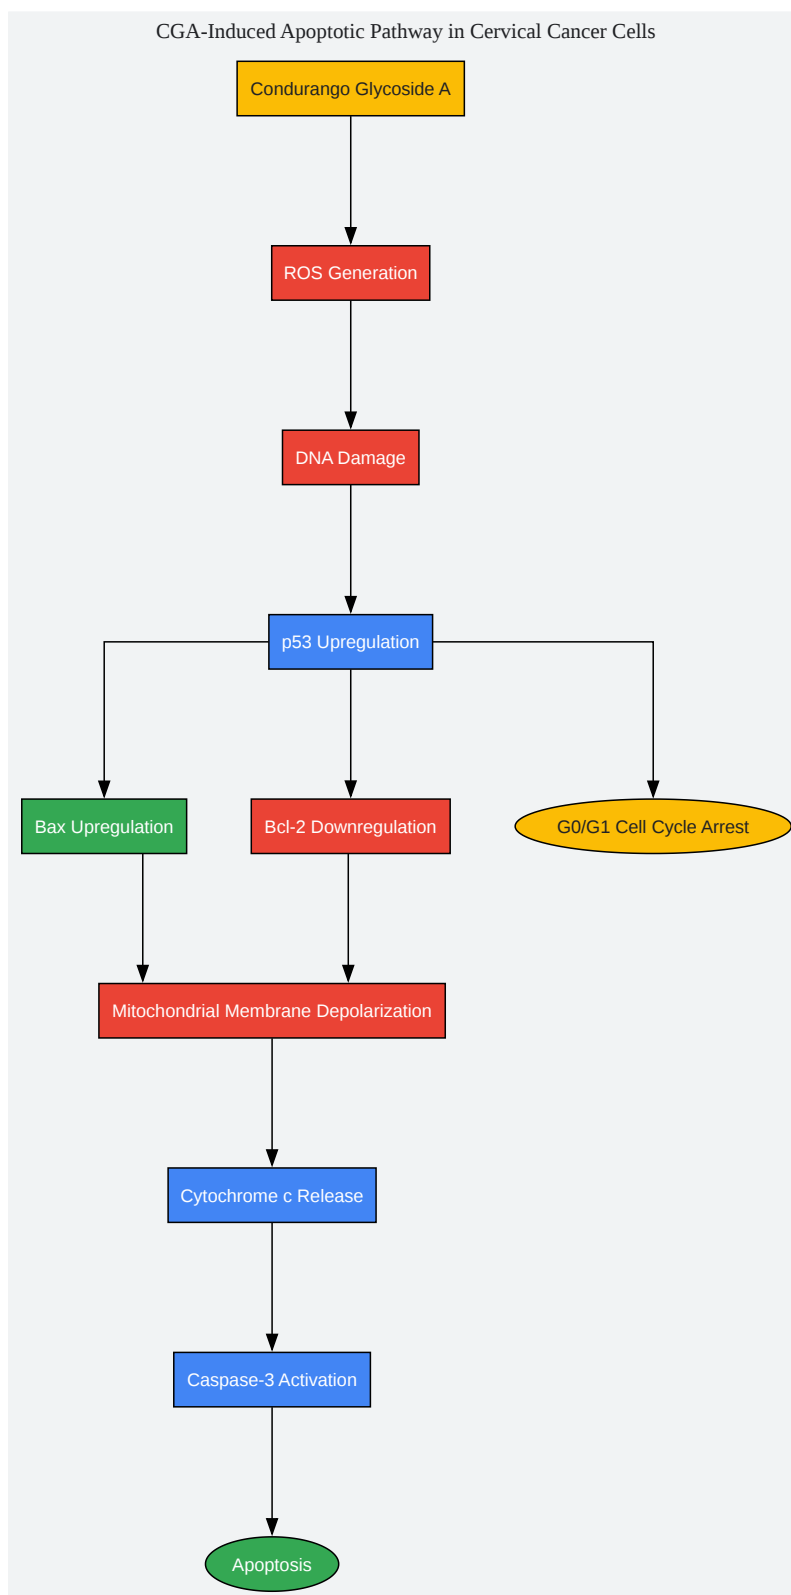 CGA-Induced Apoptotic Pathway in Cervical Cancer Cells
Condurango Glycoside A
ROS Generation
DNA Damage
p53 Upregulation
Bax Upregulation
Bcl-2 Downregulation
G0/G1 Cell Cycle Arrest
Mitochondrial Membrane Depolarization
Cytochrome c Release
Caspase-3 Activation
Apoptosis